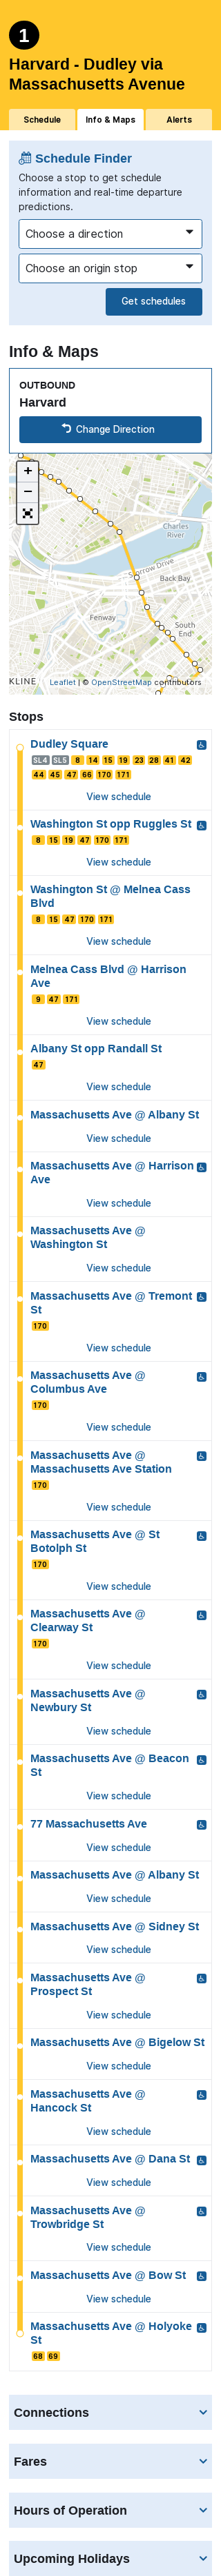 1
Harvard - Dudley via
Massachusetts Avenue
Schedule
Info & Maps
Alerts
Schedule Finder
Choose a stop to get schedule
information and real-time departure
predictions.
Choose a direction
Choose an origin stop
Get schedules
Info & Maps
OUTBOUND
Harvard
Change Direction
+
−
Charles
River
Storrow Drive
Back Bay
Fenway
South
End
KLINE
Leaflet | © OpenStreetMap contributors
Stops
Dudley Square
SL4 SL5 8 14 15 19 23 28 41 42
44 45 47 66 170 171
View schedule
Washington St opp Ruggles St
8 15 19 47 170 171
View schedule
Washington St @ Melnea Cass
Blvd
8 15 47 170 171
View schedule
Melnea Cass Blvd @ Harrison
Ave
9 47 171
View schedule
Albany St opp Randall St
47
View schedule
Massachusetts Ave @ Albany St
View schedule
Massachusetts Ave @ Harrison
Ave
View schedule
Massachusetts Ave @
Washington St
View schedule
Massachusetts Ave @ Tremont
St
170
View schedule
Massachusetts Ave @
Columbus Ave
170
View schedule
Massachusetts Ave @
Massachusetts Ave Station
170
View schedule
Massachusetts Ave @ St
Botolph St
170
View schedule
Massachusetts Ave @
Clearway St
170
View schedule
Massachusetts Ave @
Newbury St
View schedule
Massachusetts Ave @ Beacon
St
View schedule
77 Massachusetts Ave
View schedule
Massachusetts Ave @ Albany St
View schedule
Massachusetts Ave @ Sidney St
View schedule
Massachusetts Ave @
Prospect St
View schedule
Massachusetts Ave @ Bigelow St
View schedule
Massachusetts Ave @
Hancock St
View schedule
Massachusetts Ave @ Dana St
View schedule
Massachusetts Ave @
Trowbridge St
View schedule
Massachusetts Ave @ Bow St
View schedule
Massachusetts Ave @ Holyoke
St
68 69
Connections
Fares
Hours of Operation
Upcoming Holidays